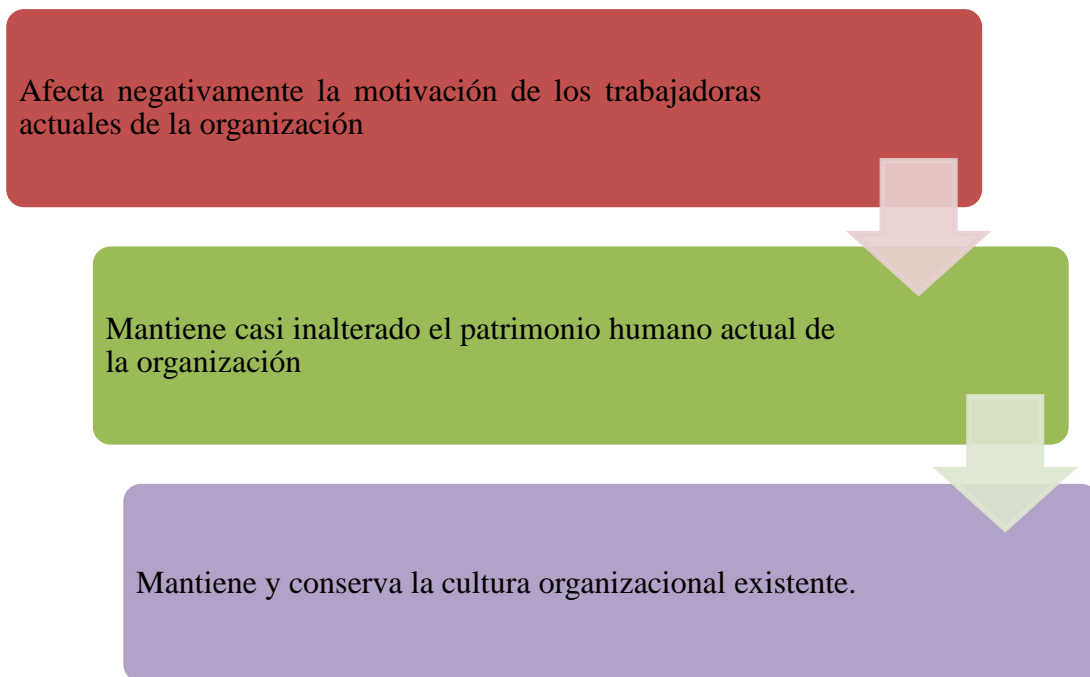 Afecta negativamente la motivación de los trabajadoras
actuales de la organización
Mantiene casi inalterado el patrimonio humano actual de
la organización
Mantiene y conserva la cultura organizacional existente.